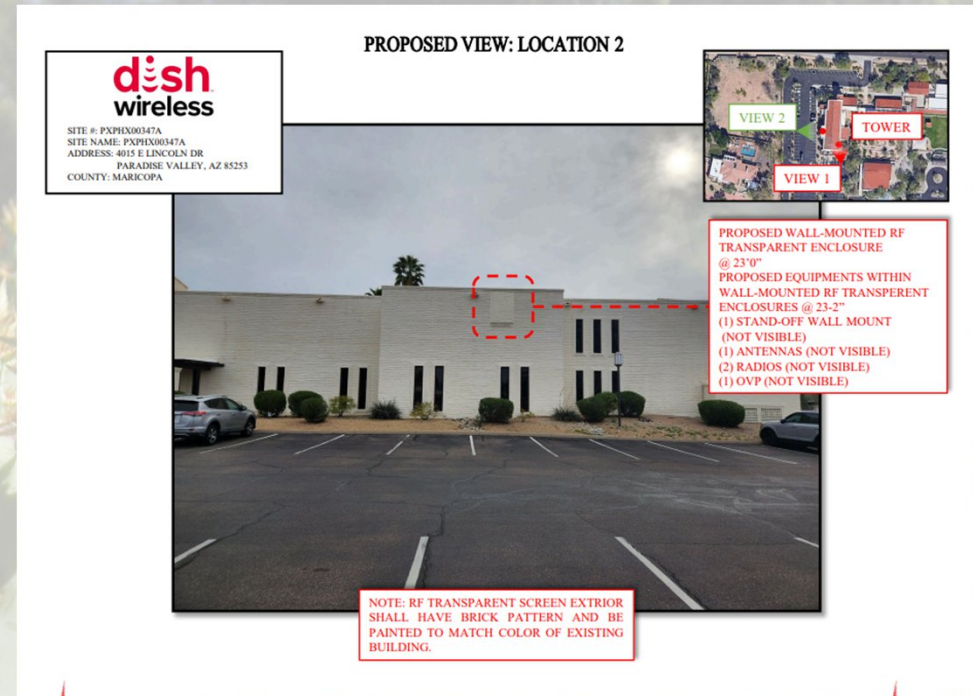 PROPOSED VIEW: LOCATION 2
dish
wireless
SITE #: PXPHX00347A
SITE NAME: PXPHX00347A
ADDRESS: 4015 E LINCOLN DR
PARADISE VALLEY, AZ 85253
COUNTY: MARICOPA
VIEW 2
TOWER
VIEW 1
PROPOSED WALL-MOUNTED RF
TRANSPARENT ENCLOSURE
@ 23'0"
PROPOSED EQUIPMENTS WITHIN
WALL-MOUNTED RF TRANSPERENT
ENCLOSURES @ 23-2"
(1) STAND-OFF WALL MOUNT
(NOT VISIBLE)
(1) ANTENNAS (NOT VISIBLE)
(2) RADIOS (NOT VISIBLE)
(1) OVP (NOT VISIBLE)
NOTE: RF TRANSPARENT SCREEN EXTRIOR
SHALL HAVE BRICK PATTERN AND BE
PAINTED TO MATCH COLOR OF EXISTING
BUILDING.